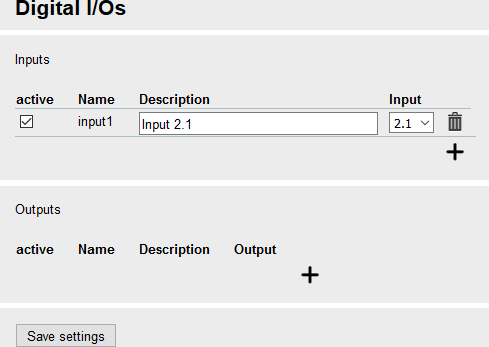 Digital I/Os
Inputs
active Name Description Input
input1 Input 2.1 2.1
Outputs
active Name Description Output
Save settings